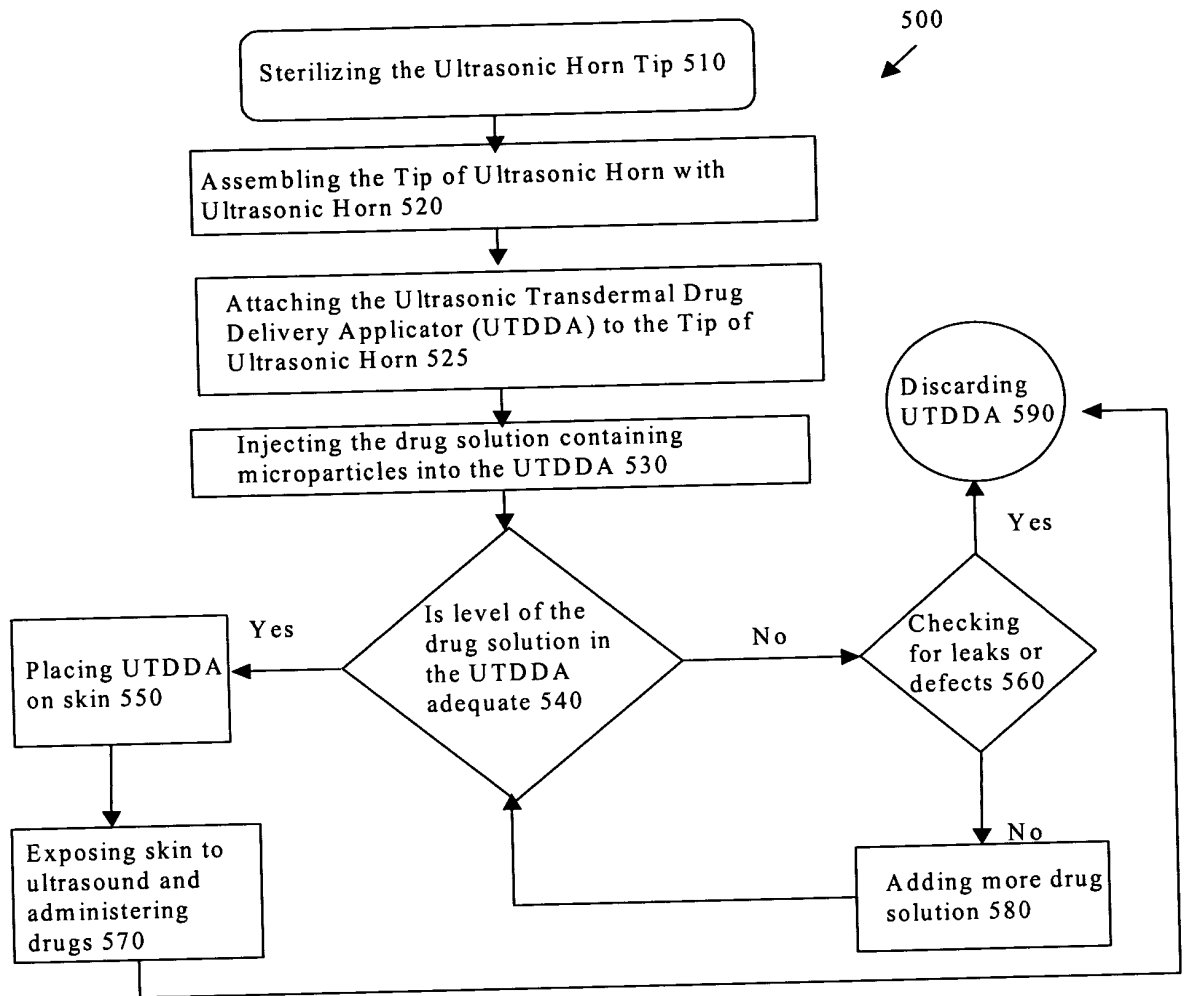 500
Sterilizing the Ultrasonic Horn Tip 510
Assembling the Tip of Ultrasonic Horn with
Ultrasonic Horn 520
Attaching the Ultrasonic Transdermal Drug
Delivery Applicator (UTDDA) to the Tip of
Ultrasonic Horn 525
Injecting the drug solution containing
microparticles into the UTDDA 530
Is level of the
drug solution in
the UTDDA
adequate 540
Yes
No
Placing UTDDA
on skin 550
Exposing skin to
ultrasound and
administering
drugs 570
Checking
for leaks or
defects 560
Yes
Discarding
UTDDA 590
No
Adding more drug
solution 580